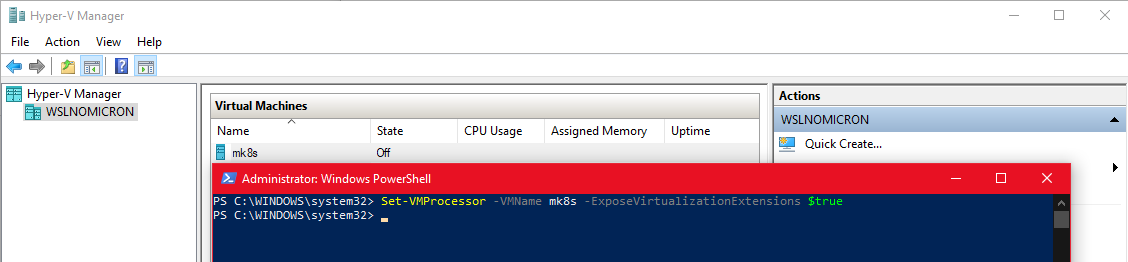 Hyper-V Manager
File Action View Help
Hyper-V Manager
WSLNOMICRON
Virtual Machines
Name State CPU Usage Assigned Memory Uptime
mk8s Off
Actions
WSLNOMICRON
Quick Create...
Administrator: Windows PowerShell
PS C:\WINDOWS\system32> Set-VMProcessor -VMName mk8s -ExposeVirtualizationExtensions $true
PS C:\WINDOWS\system32>